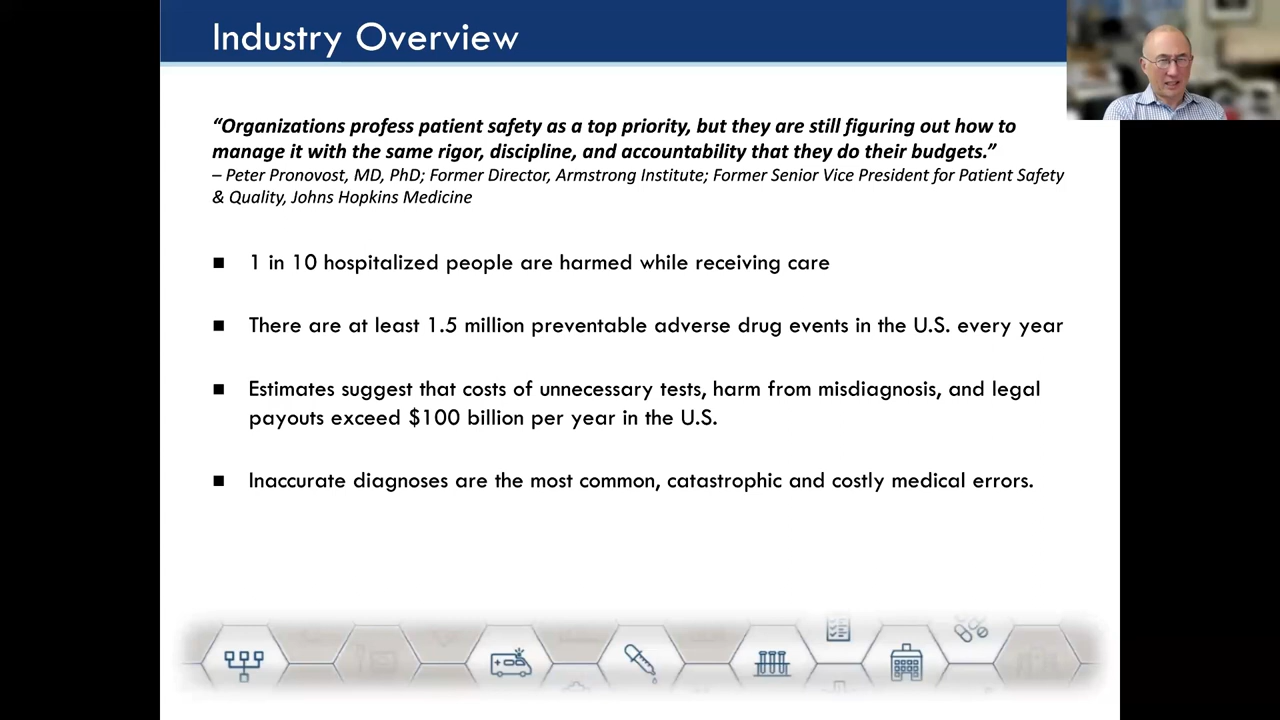 Industry Overview
“Organizations profess patient safety as a top priority, but they are still figuring out how to
manage it with the same rigor, discipline, and accountability that they do their budgets.”
– Peter Pronovost, MD, PhD; Former Director, Armstrong Institute; Former Senior Vice President for Patient Safety
& Quality, Johns Hopkins Medicine
■ 1 in 10 hospitalized people are harmed while receiving care
■ There are at least 1.5 million preventable adverse drug events in the U.S. every year
■ Estimates suggest that costs of unnecessary tests, harm from misdiagnosis, and legal
payouts exceed $100 billion per year in the U.S.
■ Inaccurate diagnoses are the most common, catastrophic and costly medical errors.